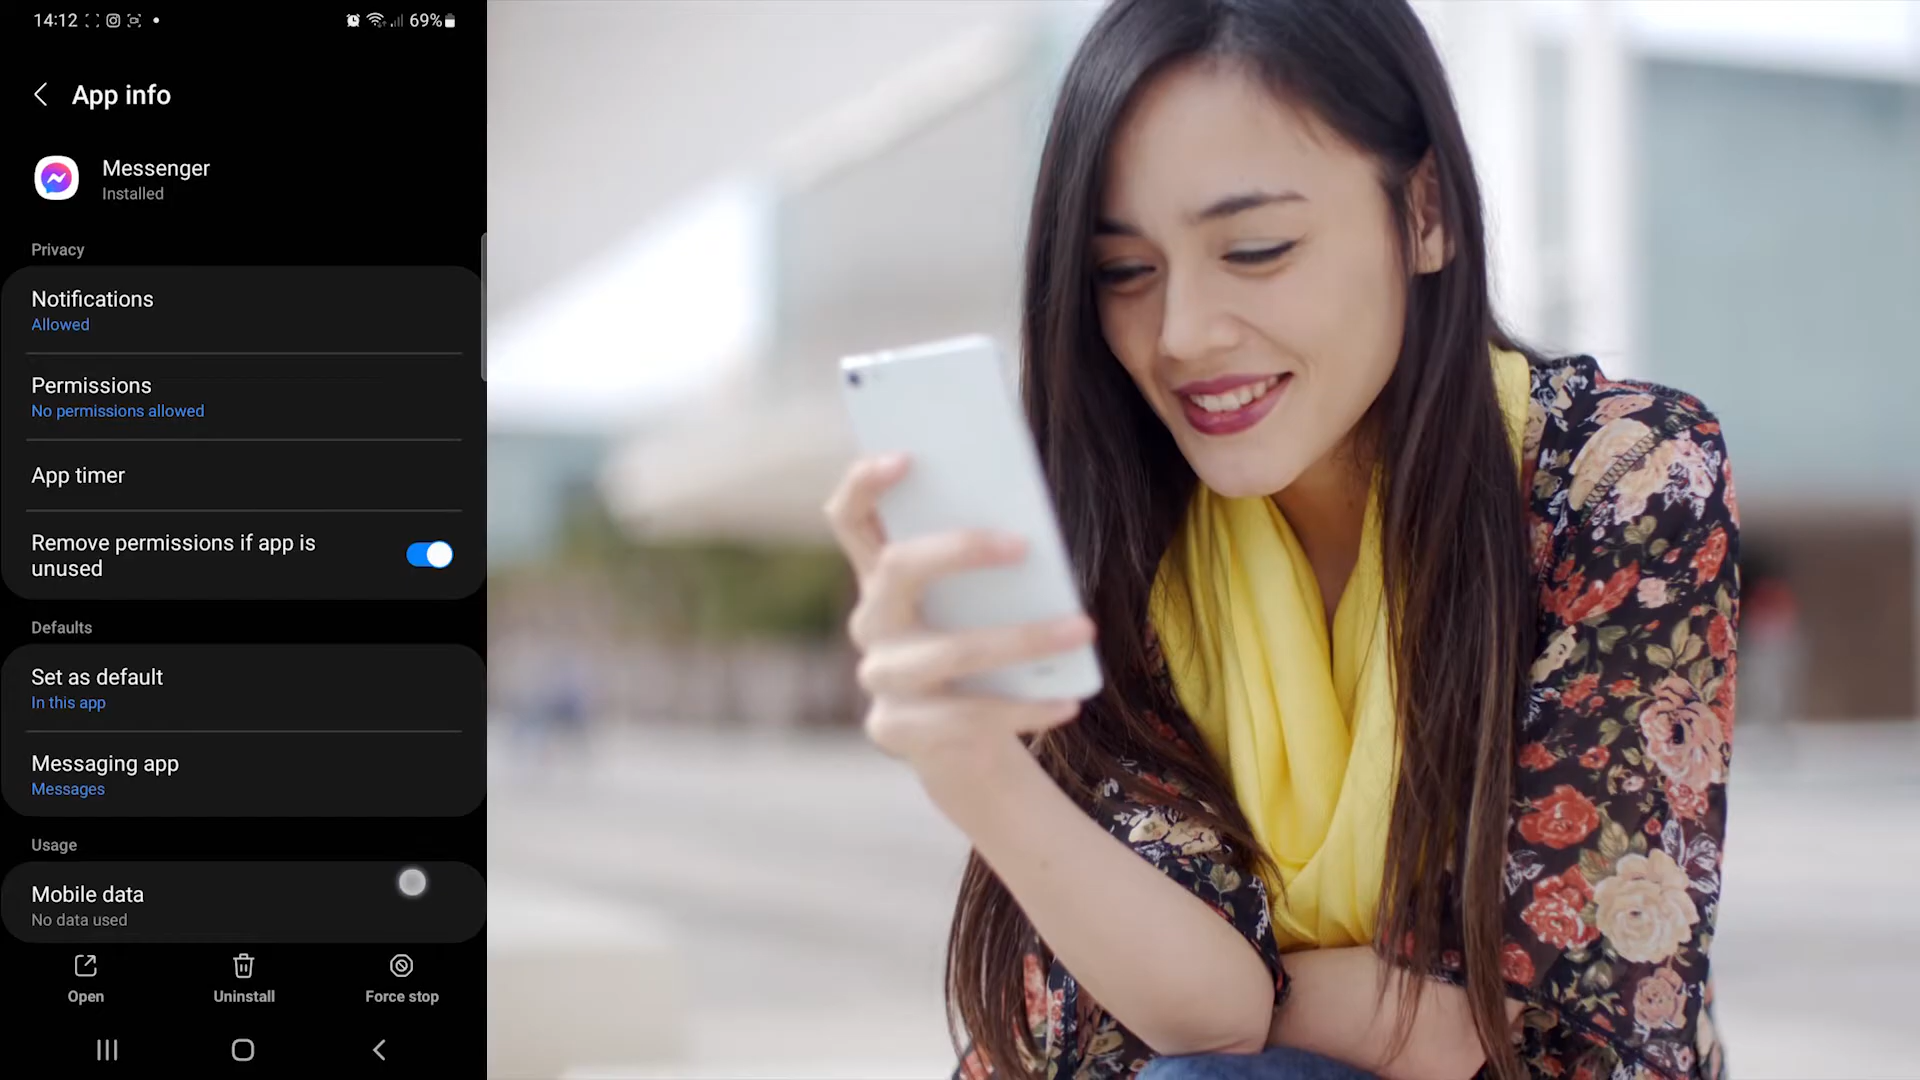 14:12
69%
App info
Messenger
Installed
Privacy
Notifications
Allowed
Permissions
No permissions allowed
App timer
Remove permissions if app is
unused
Defaults
Set as default
In this app
Messaging app
Messages
Usage
Mobile data
No data used
Open
Uninstall
Force stop